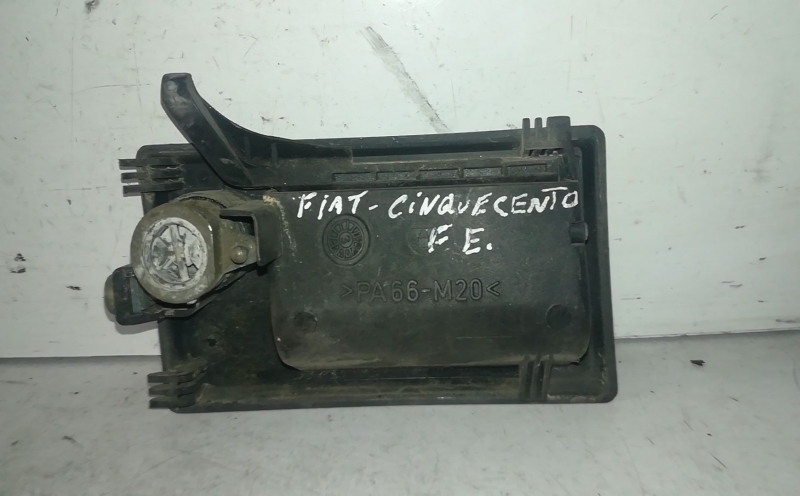 FIAT - CINQUECENTO
F E.
>PA66-M20<